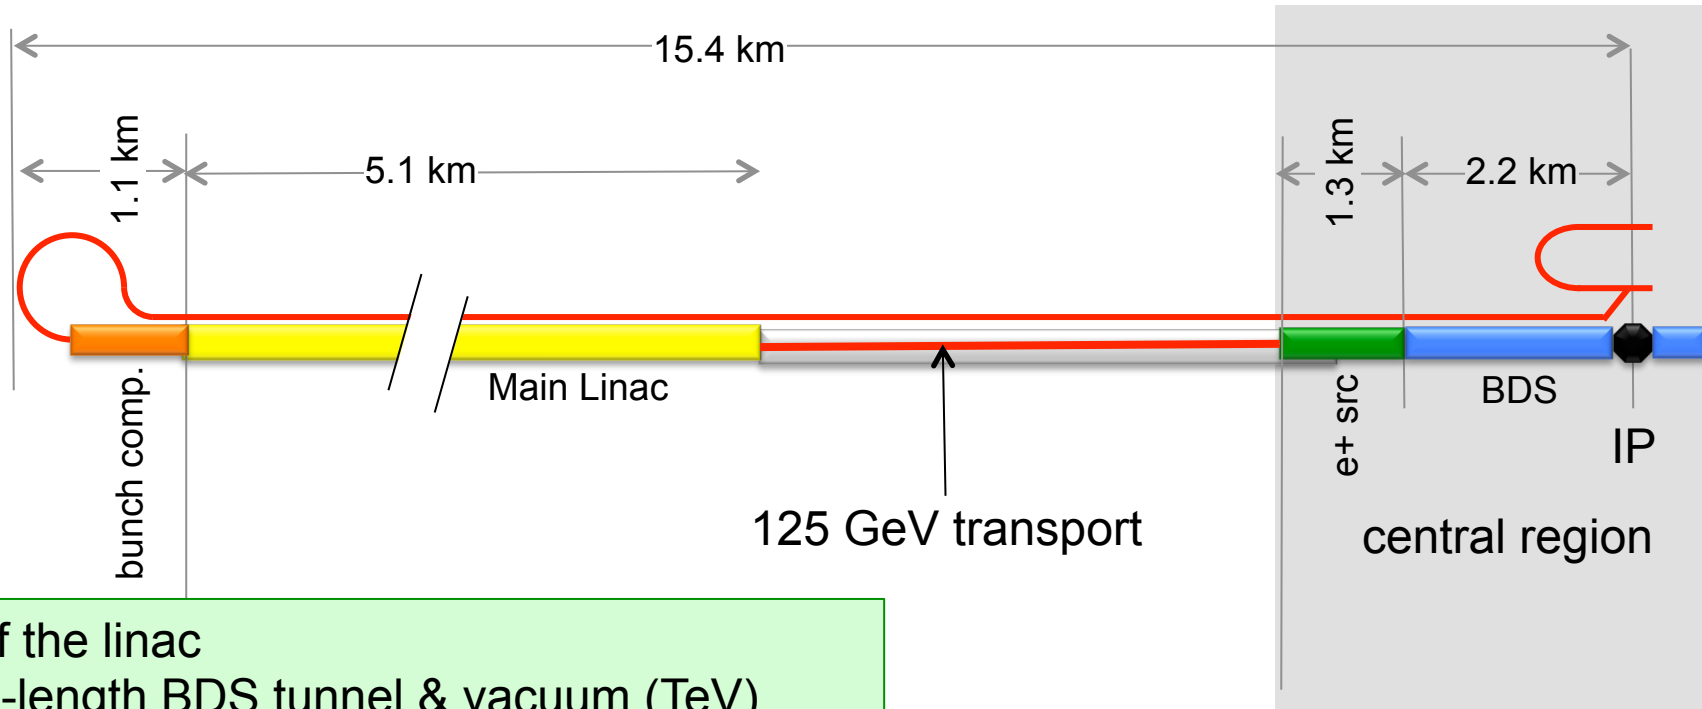 15.4 km
1.1 km
5.1 km
1.3 km
2.2 km
Main Linac
bunch comp.
e+ src
BDS
IP
125 GeV transport
central region
f the linac
-length BDS tunnel & vacuum (TeV)